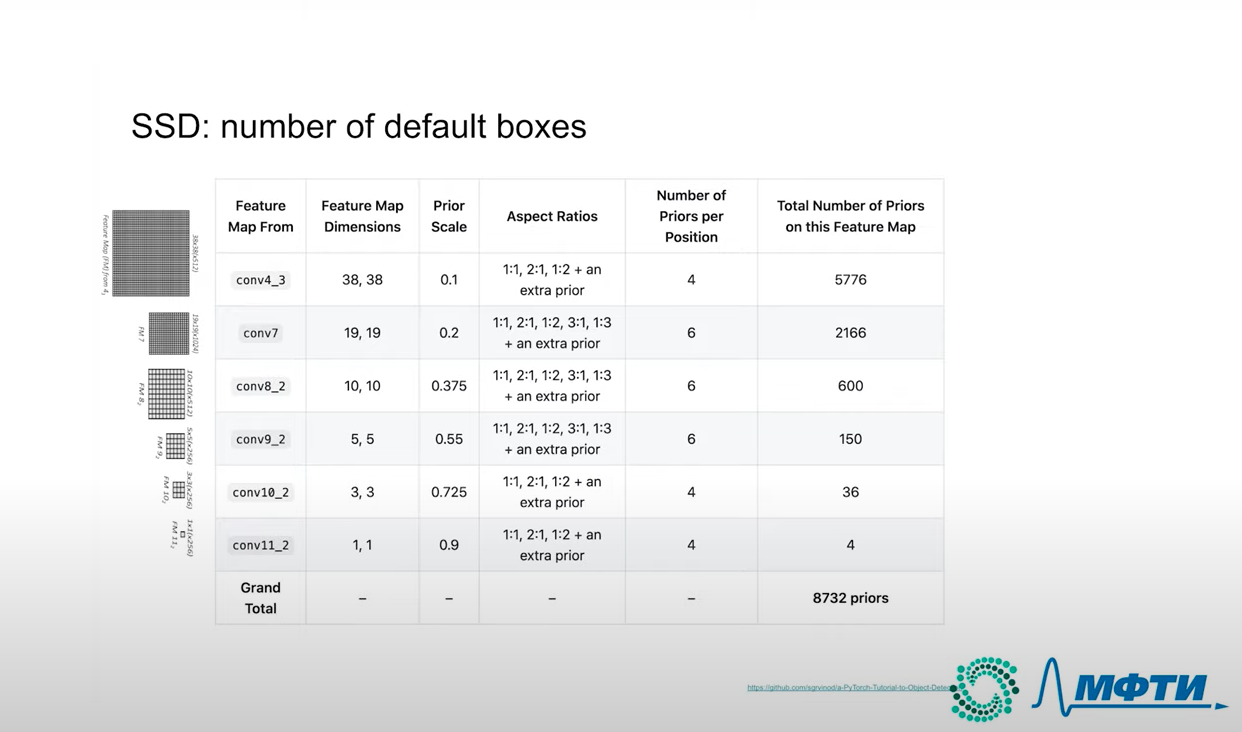 SSD: number of default boxes
Feature Map (FM) from 4₃
38x38(x512)
FM 7
19x19(x1024)
FM 8₂
10x10(x512)
FM 9₂
5x5(x256)
FM 10₂
3x3(x256)
FM 11₂
1x1(x256)
Feature
Map From
Feature Map
Dimensions
Prior
Scale
Aspect Ratios
Number of
Priors per
Position
Total Number of Priors
on this Feature Map
conv4_3
38, 38
0.1
1:1, 2:1, 1:2 + an
extra prior
4
5776
conv7
19, 19
0.2
1:1, 2:1, 1:2, 3:1, 1:3
+ an extra prior
6
2166
conv8_2
10, 10
0.375
1:1, 2:1, 1:2, 3:1, 1:3
+ an extra prior
6
600
conv9_2
5, 5
0.55
1:1, 2:1, 1:2, 3:1, 1:3
+ an extra prior
6
150
conv10_2
3, 3
0.725
1:1, 2:1, 1:2 + an
extra prior
4
36
conv11_2
1, 1
0.9
1:1, 2:1, 1:2 + an
extra prior
4
4
Grand
Total
–
–
–
–
8732 priors
https://github.com/sgrvinod/a-PyTorch-Tutorial-to-Object-Detec
МФТИ